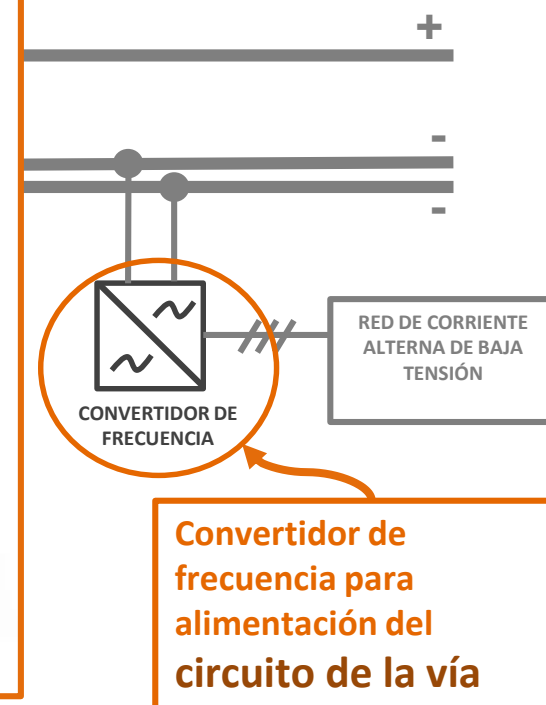 +
-
-
RED DE CORRIENTE
ALTERNA DE BAJA
TENSIÓN
CONVERTIDOR DE
FRECUENCIA
Convertidor de
frecuencia para
alimentación del
circuito de la vía